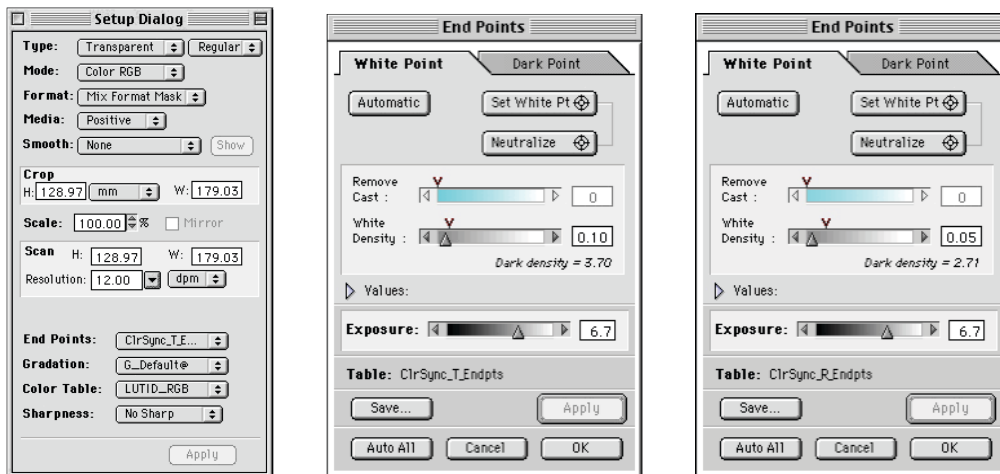 Setup Dialog
Type: Transparent Regular
Mode: Color RGB
Format: Mix Format Mask
Media: Positive
Smooth: None Show
Crop
H: 128.97 mm W: 179.03
Scale: 100.00 % Mirror
Scan H: 128.97 W: 179.03
Resolution: 12.00 dpm
End Points: ClrSync_T_E...
Gradation: G_Default@
Color Table: LUTID_RGB
Sharpness: No Sharp
Apply
End Points
White Point Dark Point
Automatic Set White Pt
Neutralize
Remove
Cast : 0
White
Density : 0.10
Dark density = 3.70
Values:
Exposure: 6.7
Table: ClrSync_T_Endpts
Save... Apply
Auto All Cancel OK
End Points
White Point Dark Point
Automatic Set White Pt
Neutralize
Remove
Cast : 0
White
Density : 0.05
Dark density = 2.71
Values:
Exposure: 6.7
Table: ClrSync_R_Endpts
Save... Apply
Auto All Cancel OK